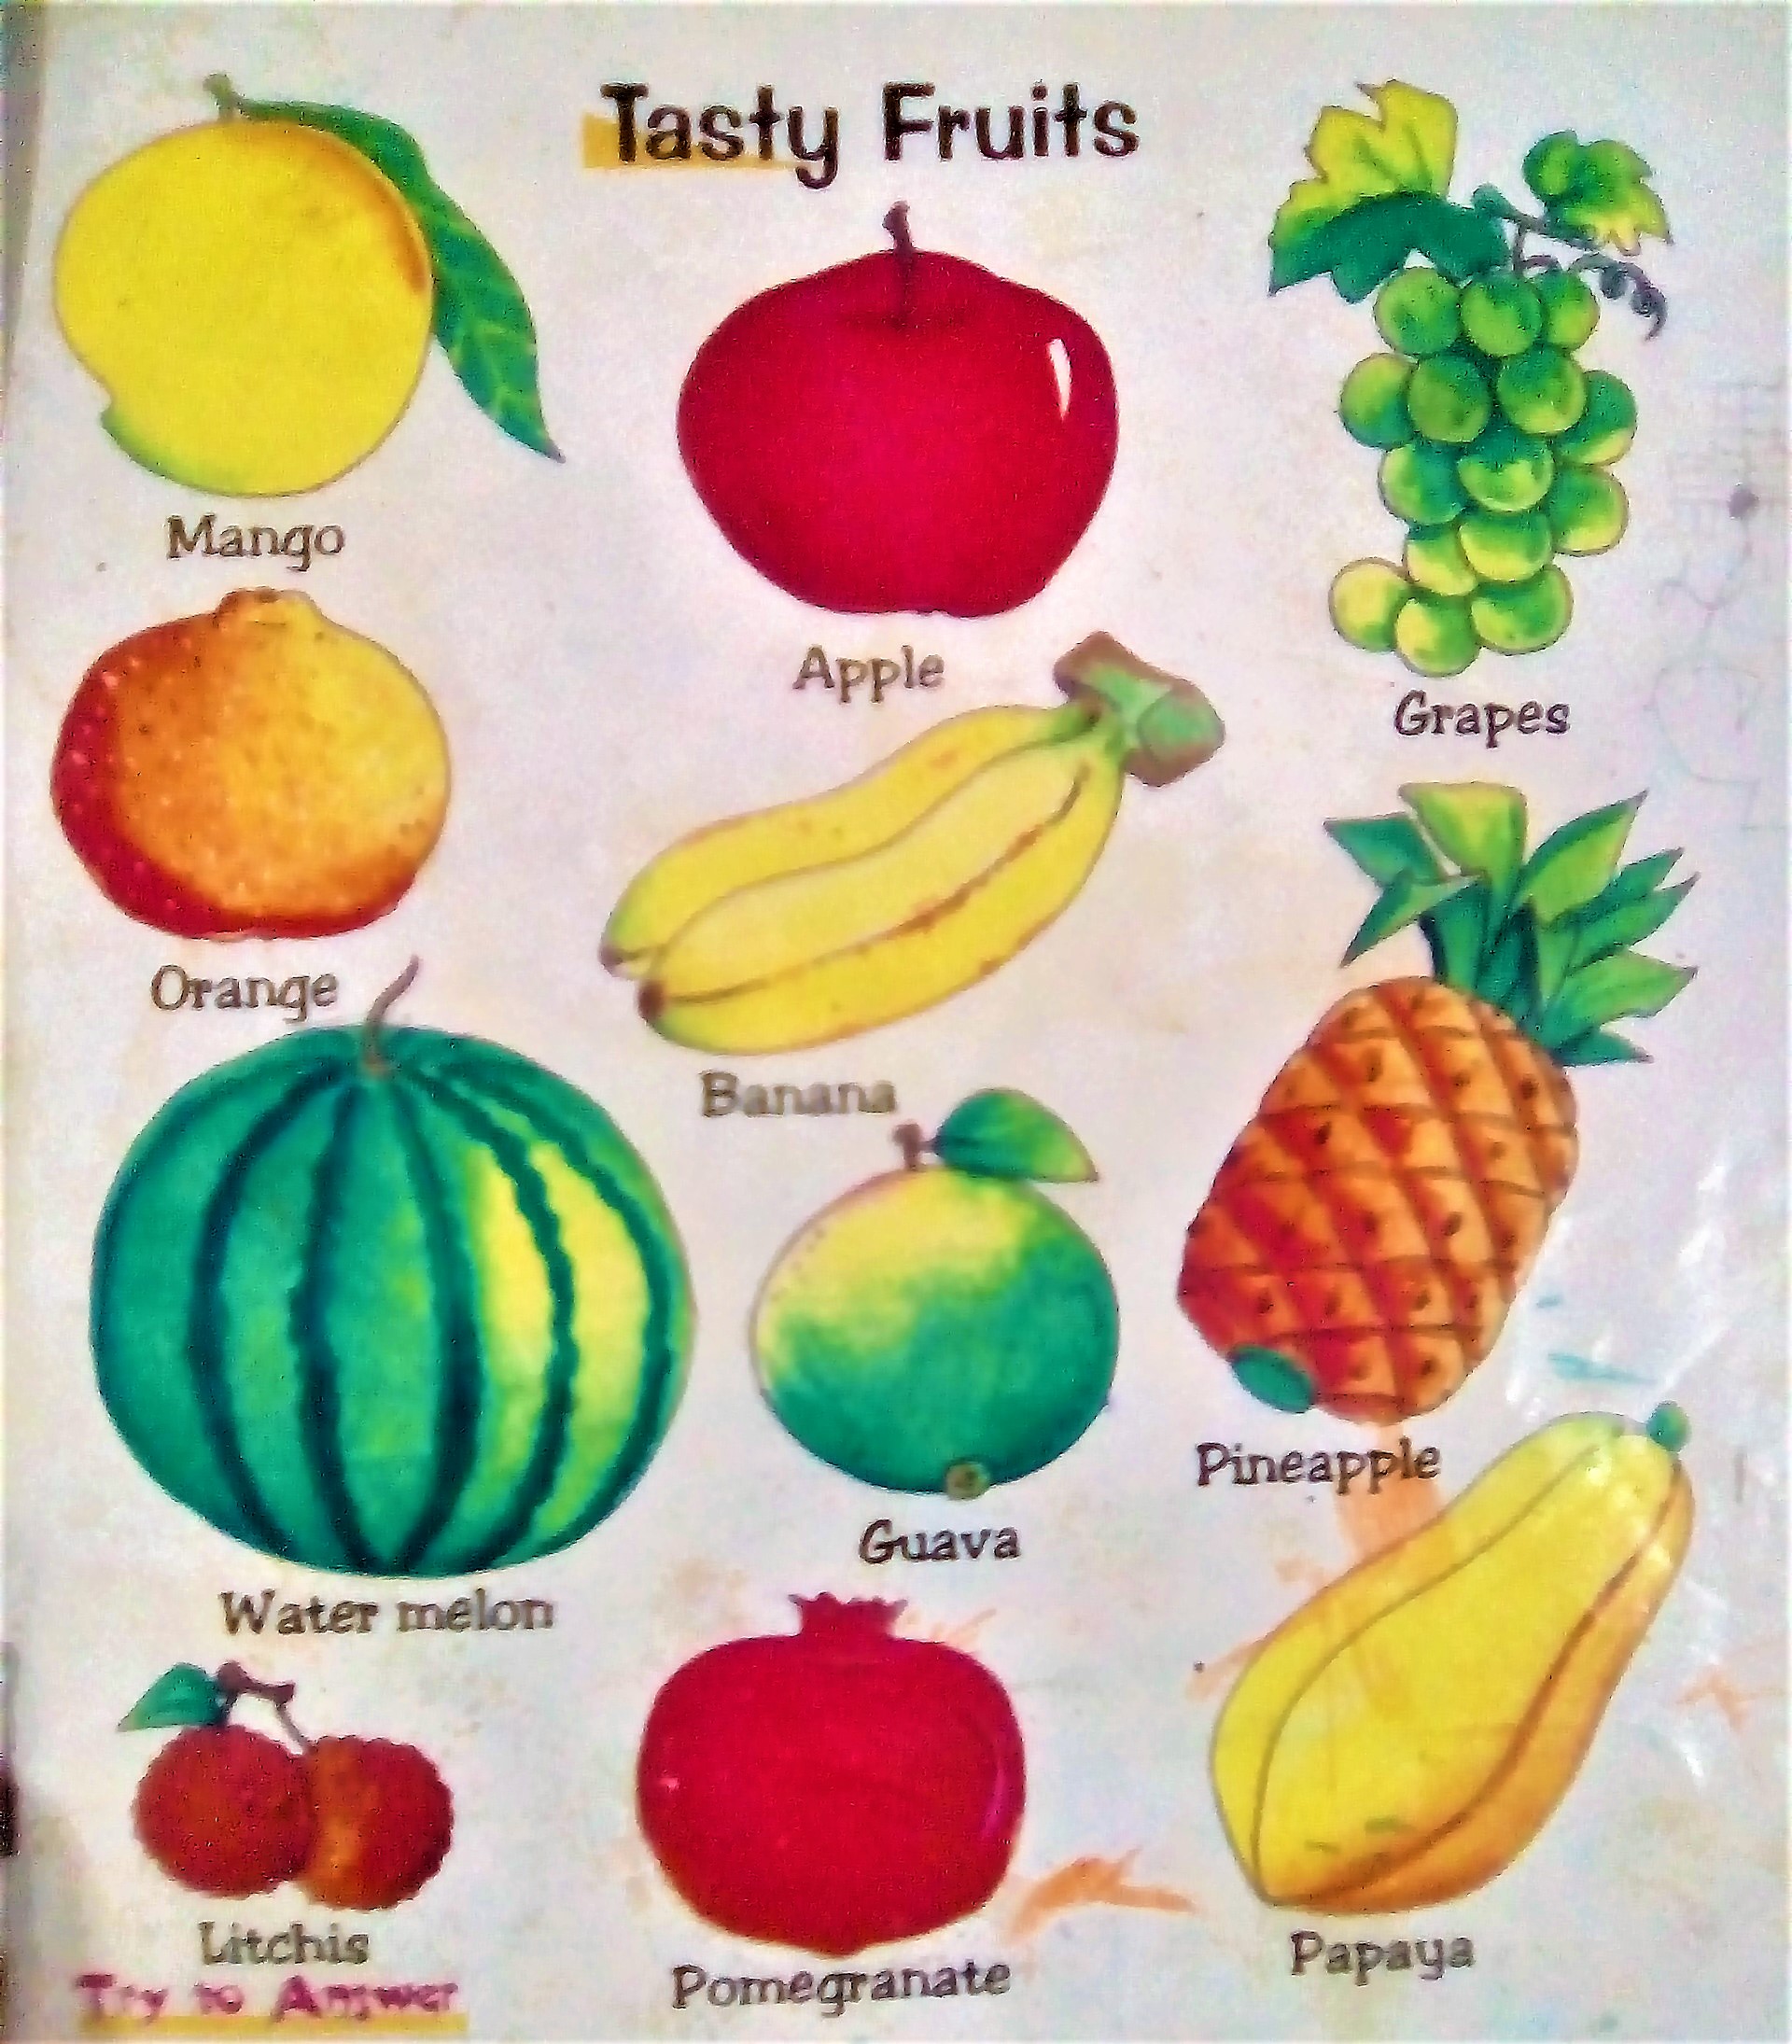 Tasty Fruits
Mango
Apple
Grapes
Orange
Banana
Pineapple
Water melon
Guava
Litchis
Pomegranate
Papaya
Try to Answer